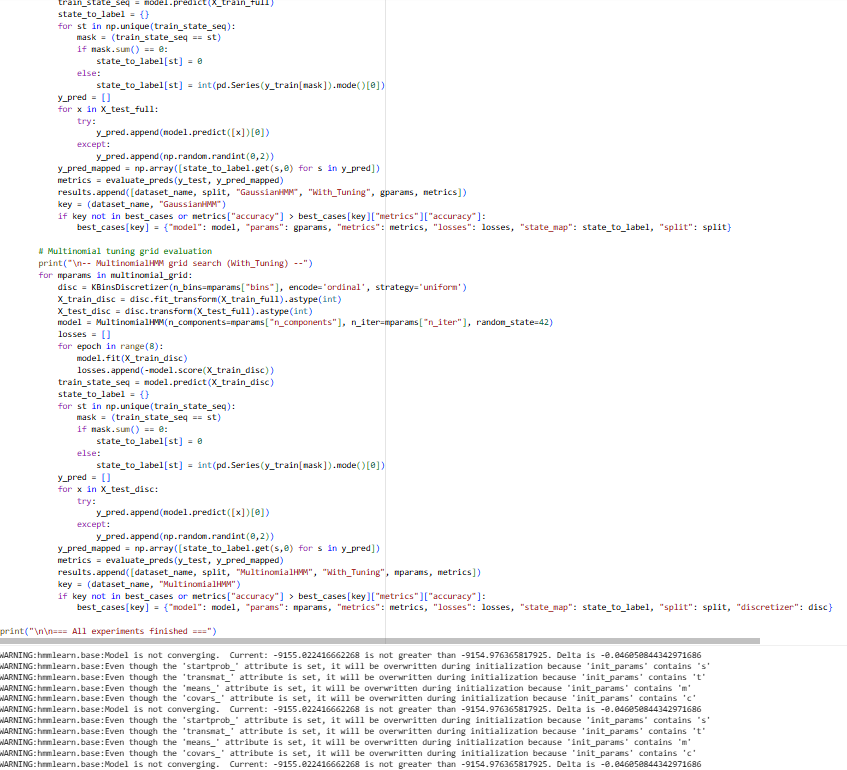 train_state_seq = model.predict(X_train_full)
        state_to_label = {}
        for st in np.unique(train_state_seq):
            mask = (train_state_seq == st)
            if mask.sum() == 0:
                state_to_label[st] = 0
            else:
                state_to_label[st] = int(pd.Series(y_train[mask]).mode()[0])
        y_pred = []
        for x in X_test_full:
            try:
                y_pred.append(model.predict([x])[0])
            except:
                y_pred.append(np.random.randint(0,2))
        y_pred_mapped = np.array([state_to_label.get(s,0) for s in y_pred])
        metrics = evaluate_preds(y_test, y_pred_mapped)
        results.append([dataset_name, split, "GaussianHMM", "With_Tuning", gparams, metrics])
        key = (dataset_name, "GaussianHMM")
        if key not in best_cases or metrics["accuracy"] > best_cases[key]["metrics"]["accuracy"]:
            best_cases[key] = {"model": model, "params": gparams, "metrics": metrics, "losses": losses, "state_map": state_to_label, "split": split}

    # Multinomial tuning grid evaluation
    print("\n-- MultinomialHMM grid search (With_Tuning) --")
    for mparams in multinomial_grid:
        disc = KBinsDiscretizer(n_bins=mparams["bins"], encode='ordinal', strategy='uniform')
        X_train_disc = disc.fit_transform(X_train_full).astype(int)
        X_test_disc = disc.transform(X_test_full).astype(int)
        model = MultinomialHMM(n_components=mparams["n_components"], n_iter=mparams["n_iter"], random_state=42)
        losses = []
        for epoch in range(8):
            model.fit(X_train_disc)
            losses.append(-model.score(X_train_disc))
        train_state_seq = model.predict(X_train_disc)
        state_to_label = {}
        for st in np.unique(train_state_seq):
            mask = (train_state_seq == st)
            if mask.sum() == 0:
                state_to_label[st] = 0
            else:
                state_to_label[st] = int(pd.Series(y_train[mask]).mode()[0])
        y_pred = []
        for x in X_test_disc:
            try:
                y_pred.append(model.predict([x])[0])
            except:
                y_pred.append(np.random.randint(0,2))
        y_pred_mapped = np.array([state_to_label.get(s,0) for s in y_pred])
        metrics = evaluate_preds(y_test, y_pred_mapped)
        results.append([dataset_name, split, "MultinomialHMM", "With_Tuning", mparams, metrics])
        key = (dataset_name, "MultinomialHMM")
        if key not in best_cases or metrics["accuracy"] > best_cases[key]["metrics"]["accuracy"]:
            best_cases[key] = {"model": model, "params": mparams, "metrics": metrics, "losses": losses, "state_map": state_to_label, "split": split, "discretizer": disc}

print("\n\n=== All experiments finished ===")
WARNING:hmmlearn.base:Model is not converging.  Current: -9155.022416662268 is not greater than -9154.976365817925. Delta is -0.046050844342971686
WARNING:hmmlearn.base:Even though the 'startprob_' attribute is set, it will be overwritten during initialization because 'init_params' contains 's'
WARNING:hmmlearn.base:Even though the 'transmat_' attribute is set, it will be overwritten during initialization because 'init_params' contains 't'
WARNING:hmmlearn.base:Even though the 'means_' attribute is set, it will be overwritten during initialization because 'init_params' contains 'm'
WARNING:hmmlearn.base:Even though the 'covars_' attribute is set, it will be overwritten during initialization because 'init_params' contains 'c'
WARNING:hmmlearn.base:Model is not converging.  Current: -9155.022416662268 is not greater than -9154.976365817925. Delta is -0.046050844342971686
WARNING:hmmlearn.base:Even though the 'startprob_' attribute is set, it will be overwritten during initialization because 'init_params' contains 's'
WARNING:hmmlearn.base:Even though the 'transmat_' attribute is set, it will be overwritten during initialization because 'init_params' contains 't'
WARNING:hmmlearn.base:Even though the 'means_' attribute is set, it will be overwritten during initialization because 'init_params' contains 'm'
WARNING:hmmlearn.base:Even though the 'covars_' attribute is set, it will be overwritten during initialization because 'init_params' contains 'c'
WARNING:hmmlearn.base:Model is not converging.  Current: -9155.022416662268 is not greater than -9154.976365817925. Delta is -0.046050844342971686